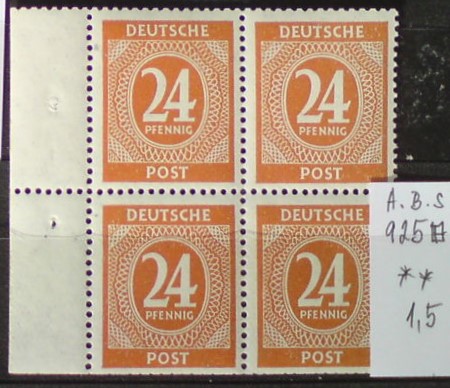 DEUTSCHE
24
PFENNIG
POST
DEUTSCHE
24
PFENNIG
POST
DEUTSCHE
24
PFENNIG
POST
DEUTSCHE
24
PFENNIG
POST
A.B.S
925 ⊞
**
1,5